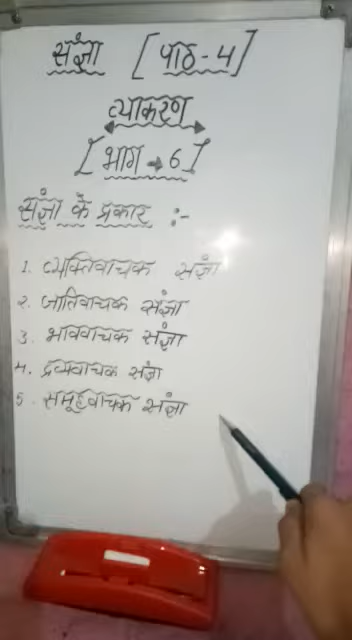 संज्ञा [पाठ-4]
व्याकरण
[भाग → 6]
संज्ञा के प्रकार :-
1. व्यक्तिवाचक संज्ञा
2. जातिवाचक संज्ञा
3. भाववाचक संज्ञा
4. द्रव्यवाचक संज्ञा
5. समूहवाचक संज्ञा